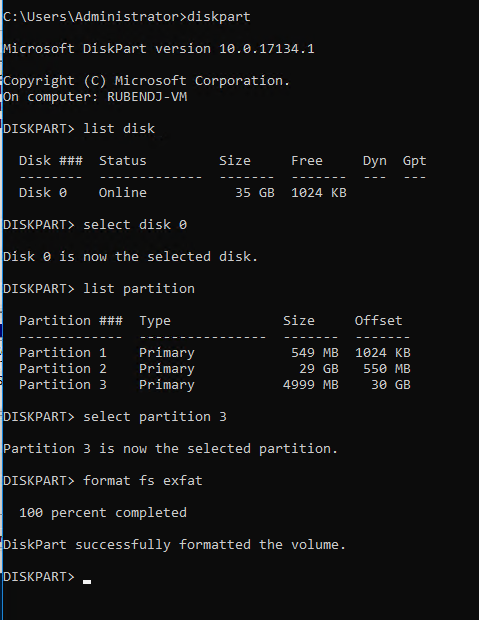 C:\Users\Administrator>diskpart
Microsoft DiskPart version 10.0.17134.1
Copyright (C) Microsoft Corporation.
On computer: RUBENDJ-VM
DISKPART> list disk
  Disk ###  Status         Size     Free     Dyn  Gpt
  --------  -------------  -------  -------  ---  ---
  Disk 0    Online           35 GB  1024 KB
DISKPART> select disk 0
Disk 0 is now the selected disk.
DISKPART> list partition
  Partition ###  Type              Size     Offset
  -------------  ----------------  -------  -------
  Partition 1    Primary            549 MB  1024 KB
  Partition 2    Primary             29 GB   550 MB
  Partition 3    Primary           4999 MB    30 GB
DISKPART> select partition 3
Partition 3 is now the selected partition.
DISKPART> format fs exfat
  100 percent completed
DiskPart successfully formatted the volume.
DISKPART>